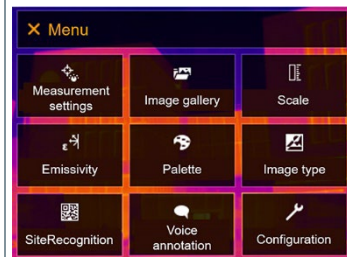 × Menu
Measurement
settings
Image gallery
Scale
ε
Emissivity
Palette
Image type
SiteRecognition
Voice
annotation
Configuration